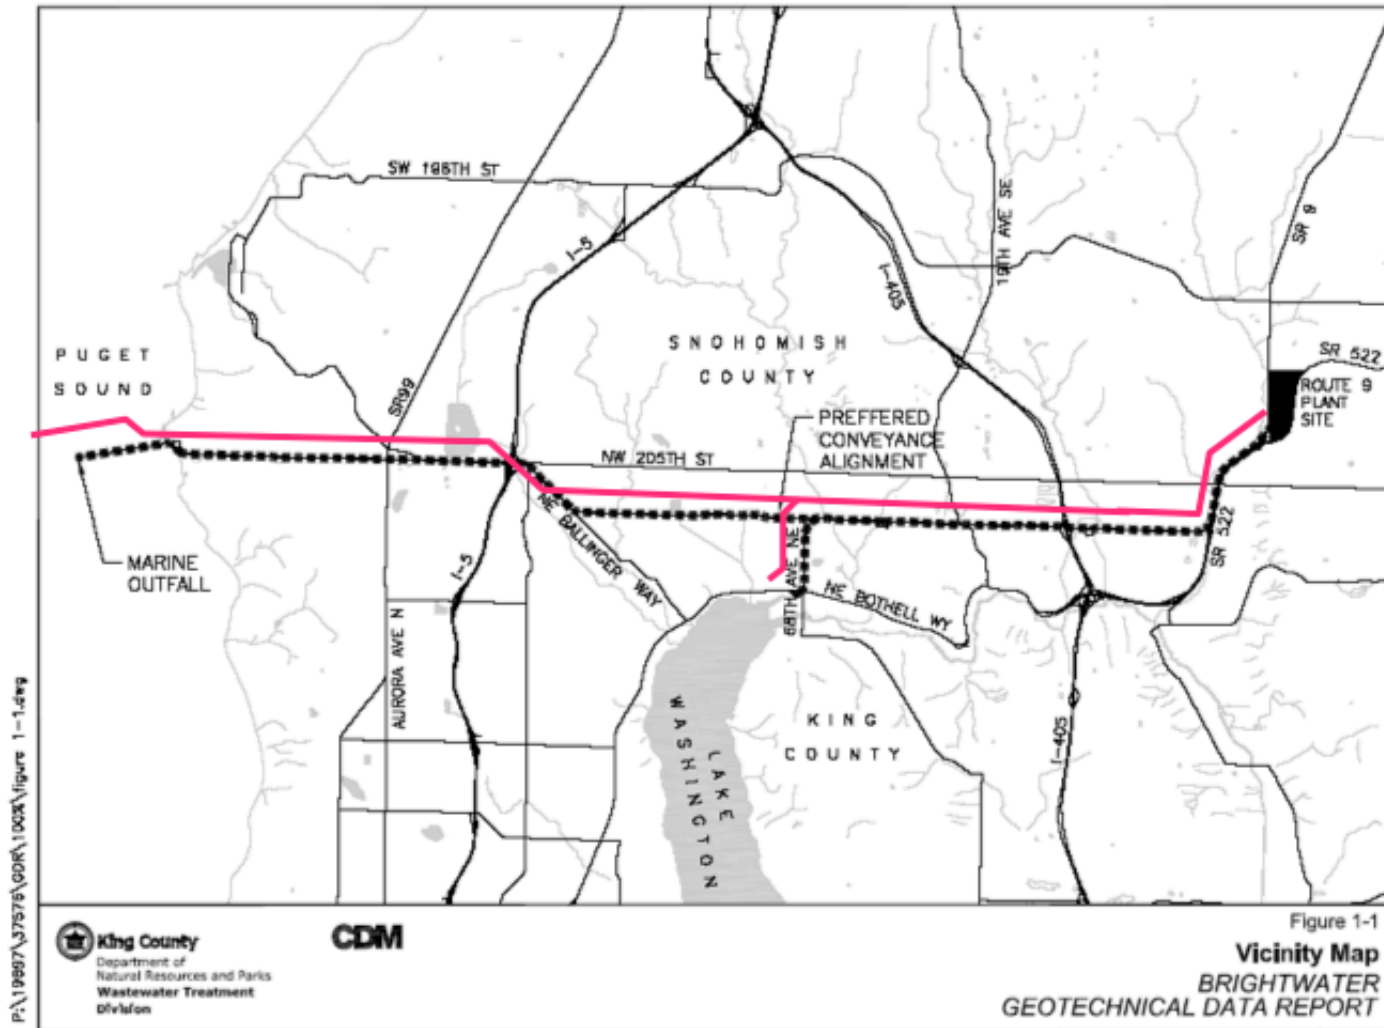 SW 196TH ST
I-5
19TH AVE SE
SR 9
I-405
PUGET
SOUND
SNOHOMISH
COUNTY
SR 522
ROUTE 9
PLANT
SITE
SR99
PREFFERED
CONVEYANCE
ALIGNMENT
NW 205TH ST
MARINE
OUTFALL
NE BALLINGER WAY
I-5
68TH AVE NE
NE BOTHELL WY
SR 522
AURORA AVE N
LAKE
WASHINGTON
KING
COUNTY
I-405
King County
Department of
Natural Resources and Parks
Wastewater Treatment
Division
CDM
Figure 1-1
Vicinity Map
BRIGHTWATER
GEOTECHNICAL DATA REPORT